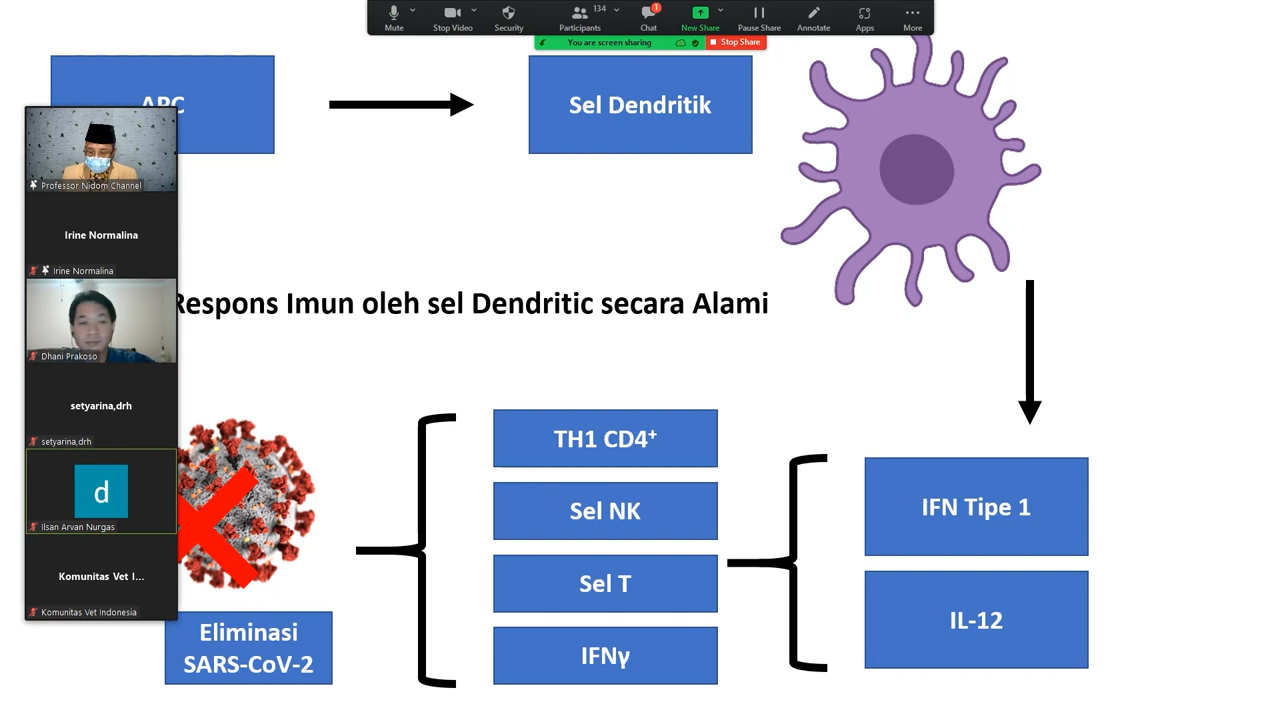 134
1
Mute
Stop Video
Security
Participants
Chat
New Share
Pause Share
Annotate
Apps
More
You are screen sharing
Stop Share
APC
Sel Dendritik
Professor Nidom Channel
Irine Normalina
Irine Normalina
Dhani Prakoso
setyarina,drh
setyarina,drh
d
Ilsan Arvan Nurgas
Komunitas Vet I...
Komunitas Vet Indonesia
Respons Imun oleh sel Dendritic secara Alami
TH1 CD4⁺
Sel NK
Sel T
IFNγ
IFN Tipe 1
IL-12
Eliminasi
SARS-CoV-2